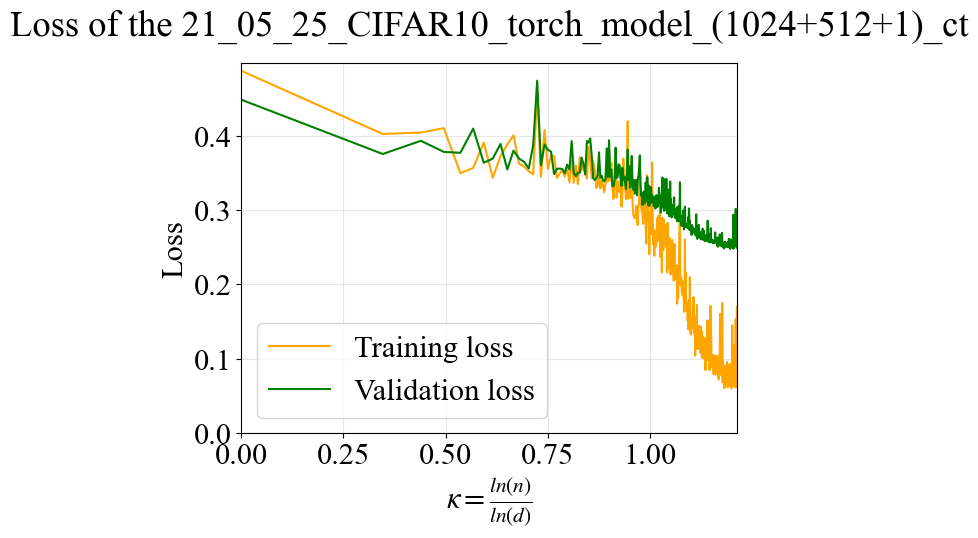 Loss of the 21_05_25_CIFAR10_torch_model_(1024+512+1)_ct
Loss
0.4
0.3
0.2
0.1
0.0
Training loss
Validation loss
0.00 0.25 0.50 0.75 1.00
κ = ln(n)/ln(d)